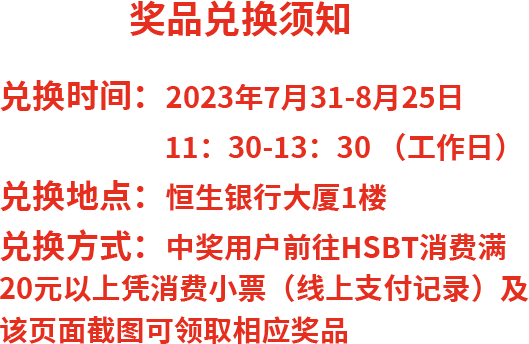 奖品兑换须知
兑换时间：2023年7月31-8月25日
11：30-13：30（工作日）
兑换地点：恒生银行大厦1楼
兑换方式：中奖用户前往HSBT消费满
20元以上凭消费小票（线上支付记录）及
该页面截图可领取相应奖品